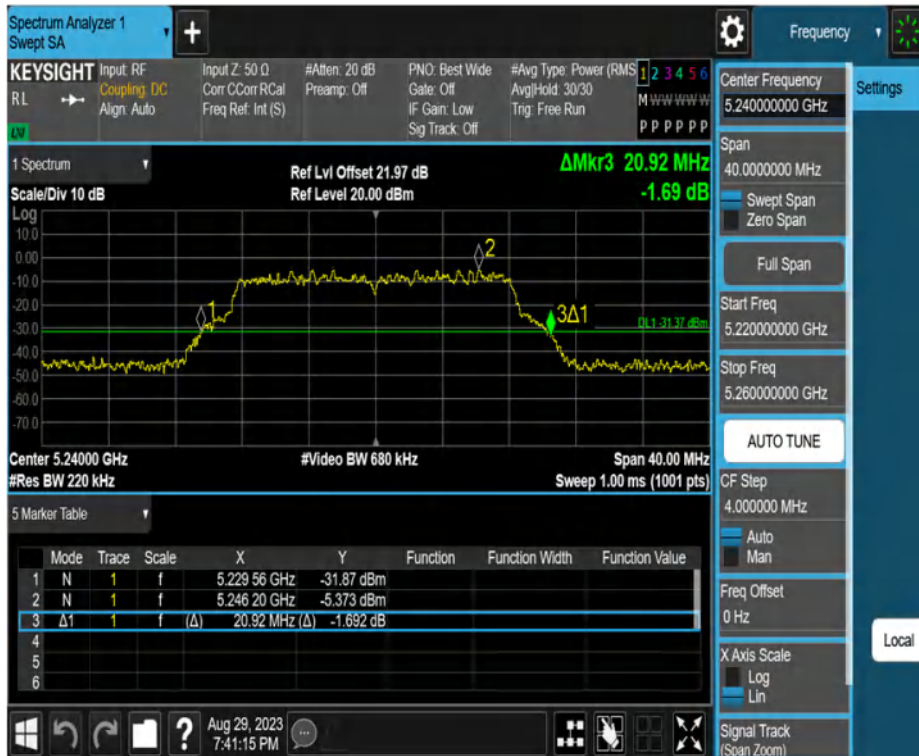 Spectrum Analyzer 1
Swept SA
+
Frequency
KEYSIGHT
RL
LXI
Input: RF
Coupling: DC
Align: Auto
Input Z: 50 Ω
Corr CCorr RCal
Freq Ref: Int (S)
#Atten: 20 dB
Preamp: Off
PNO: Best Wide
Gate: Off
IF Gain: Low
Sig Track: Off
#Avg Type: Power (RMS
Avg|Hold: 30/30
Trig: Free Run
1 2 3 4 5 6
M W W W W W
P P P P P P
1 Spectrum
Scale/Div 10 dB
Ref Lvl Offset 21.97 dB
Ref Level 20.00 dBm
ΔMkr3 20.92 MHz
-1.69 dB
Log
10.0
0.00
-10.0
-20.0
-30.0
-40.0
-50.0
-60.0
-70.0
1
2
3Δ1
DL1 -31.37 dBm
Center 5.24000 GHz
#Video BW 680 kHz
Span 40.00 MHz
#Res BW 220 kHz
Sweep 1.00 ms (1001 pts)
5 Marker Table
Mode Trace Scale X Y Function Function Width Function Value
1 N 1 f 5.229 56 GHz -31.87 dBm
2 N 1 f 5.246 20 GHz -5.373 dBm
3 Δ1 1 f (Δ) 20.92 MHz (Δ) -1.692 dB
4
5
6
?
Aug 29, 2023
7:41:15 PM
Center Frequency
5.240000000 GHz
Span
40.0000000 MHz
Swept Span
Zero Span
Full Span
Start Freq
5.220000000 GHz
Stop Freq
5.260000000 GHz
AUTO TUNE
CF Step
4.000000 MHz
Auto
Man
Freq Offset
0 Hz
X Axis Scale
Log
Lin
Signal Track
(Span Zoom)
Settings
Local